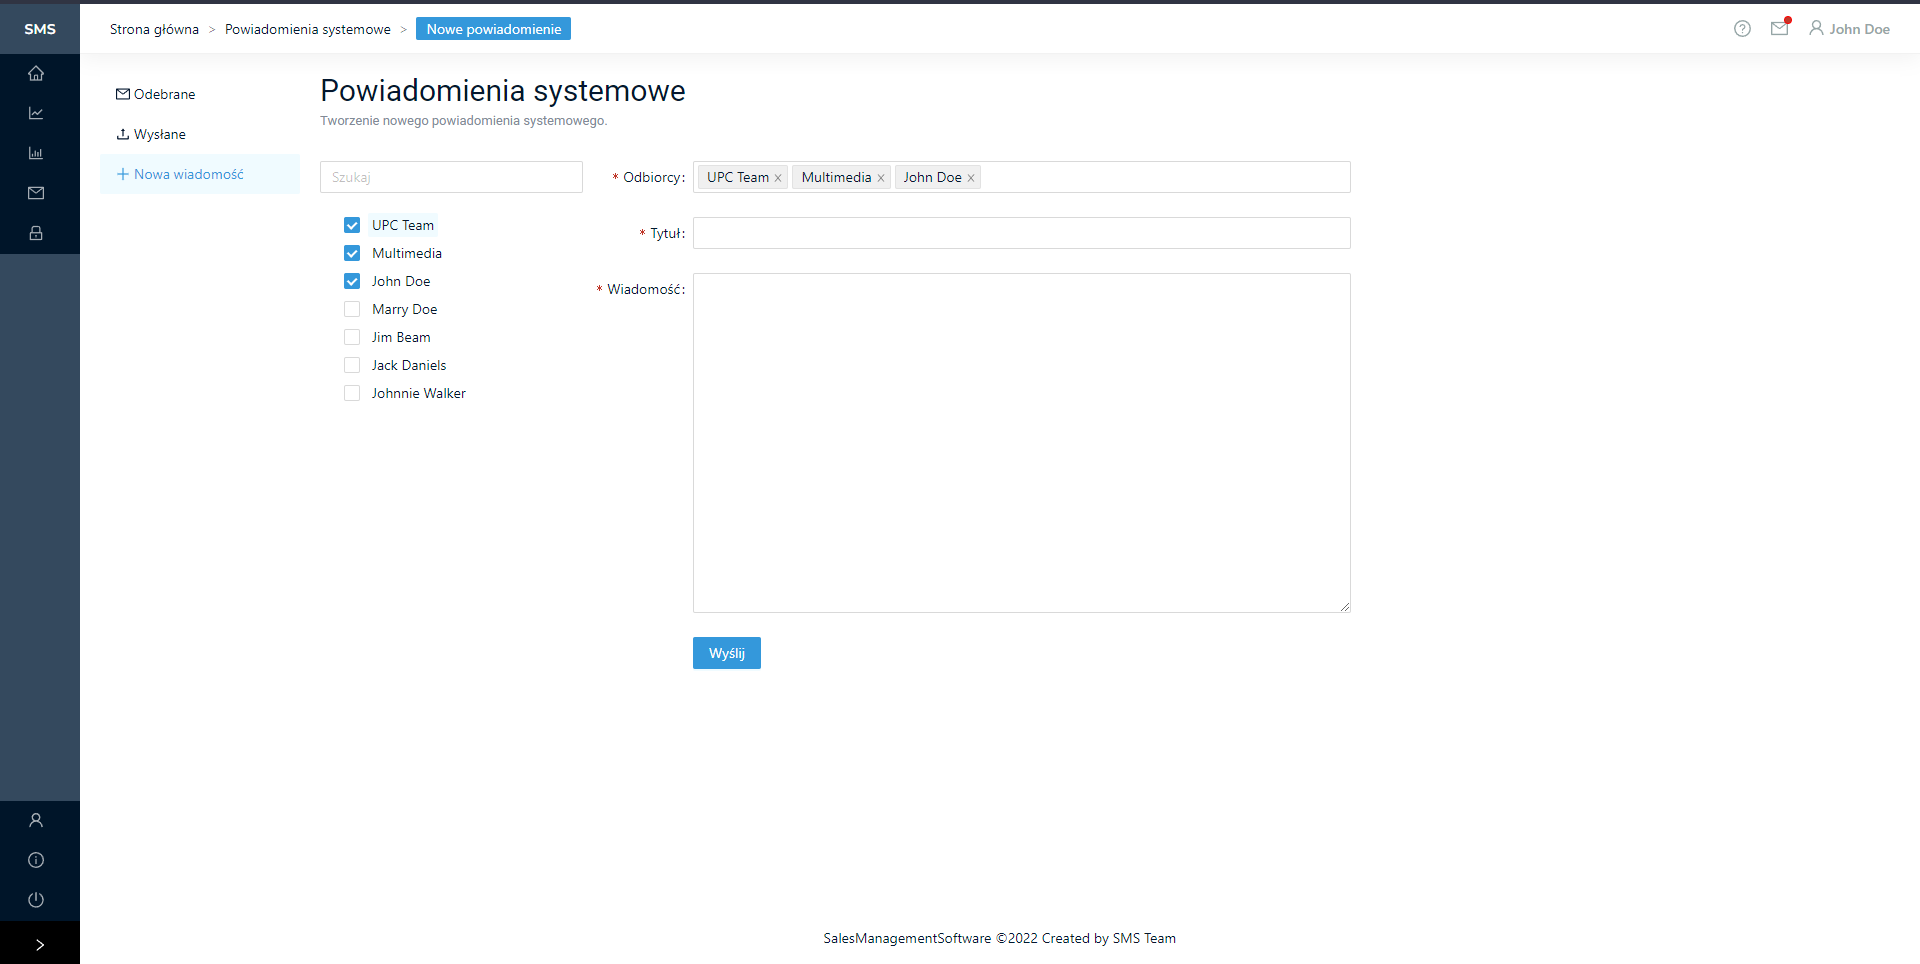 SMS
Strona główna > Powiadomienia systemowe > Nowe powiadomienie
John Doe
Odebrane
Wysłane
Nowa wiadomość
Powiadomienia systemowe
Tworzenie nowego powiadomienia systemowego.
Szukaj
UPC Team
Multimedia
John Doe
Marry Doe
Jim Beam
Jack Daniels
Johnnie Walker
* Odbiorcy: UPC Team × Multimedia × John Doe ×
* Tytuł:
* Wiadomość:
Wyślij
SalesManagementSoftware ©2022 Created by SMS Team